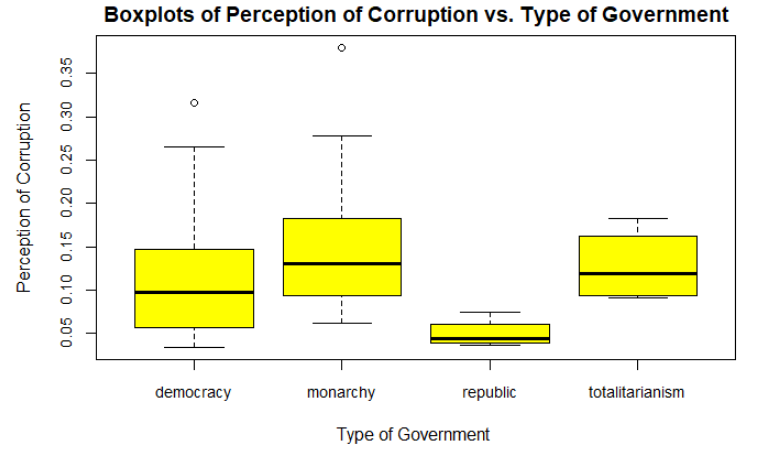 Boxplots of Perception of Corruption vs. Type of Government
Perception of Corruption
0.35
0.30
0.25
0.20
0.15
0.10
0.05
democracy monarchy republic totalitarianism
Type of Government